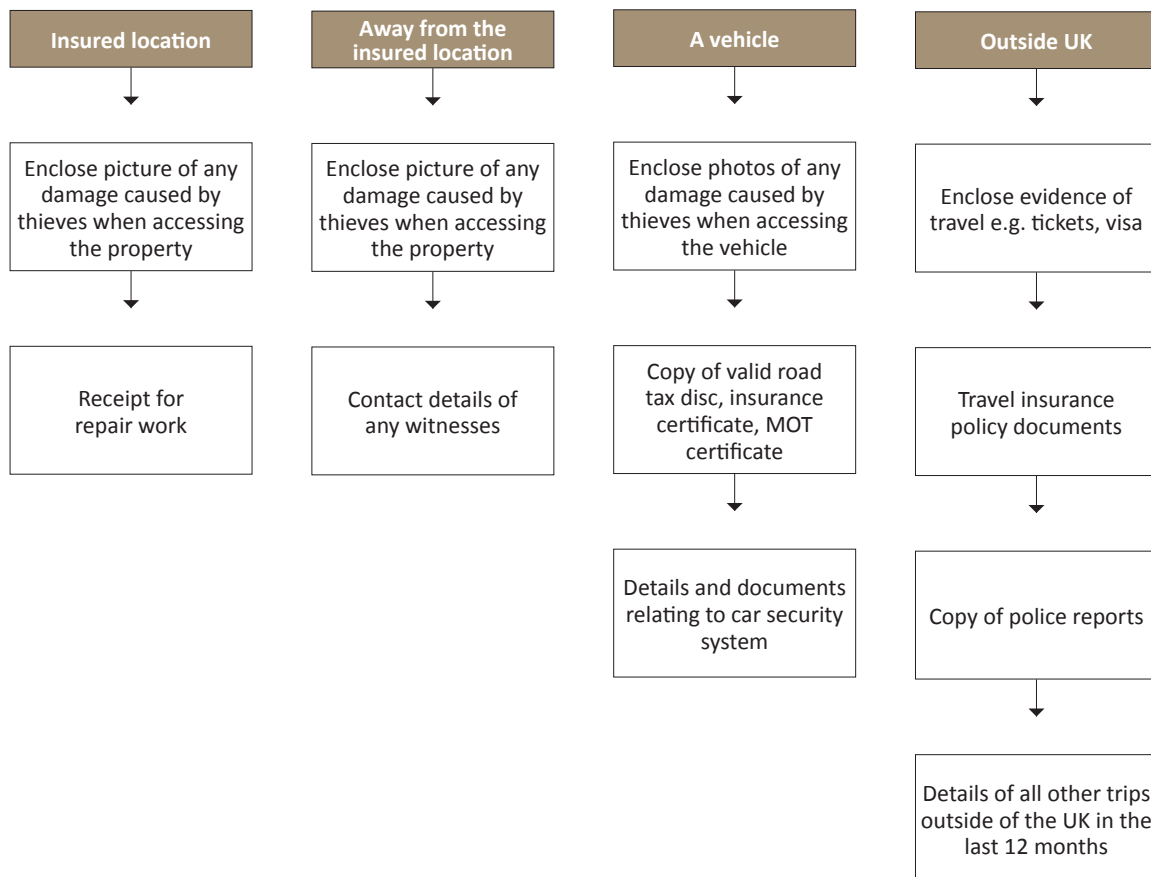 Insured location
Away from the
insured location
A vehicle
Outside UK
Enclose picture of any
damage caused by
thieves when accessing
the property
Enclose picture of any
damage caused by
thieves when accessing
the property
Enclose photos of any
damage caused by
thieves when accessing
the vehicle
Enclose evidence of
travel e.g. tickets, visa
Receipt for
repair work
Contact details of
any witnesses
Copy of valid road
tax disc, insurance
certificate, MOT
certificate
Travel insurance
policy documents
Details and documents
relating to car security
system
Copy of police reports
Details of all other trips
outside of the UK in the
last 12 months